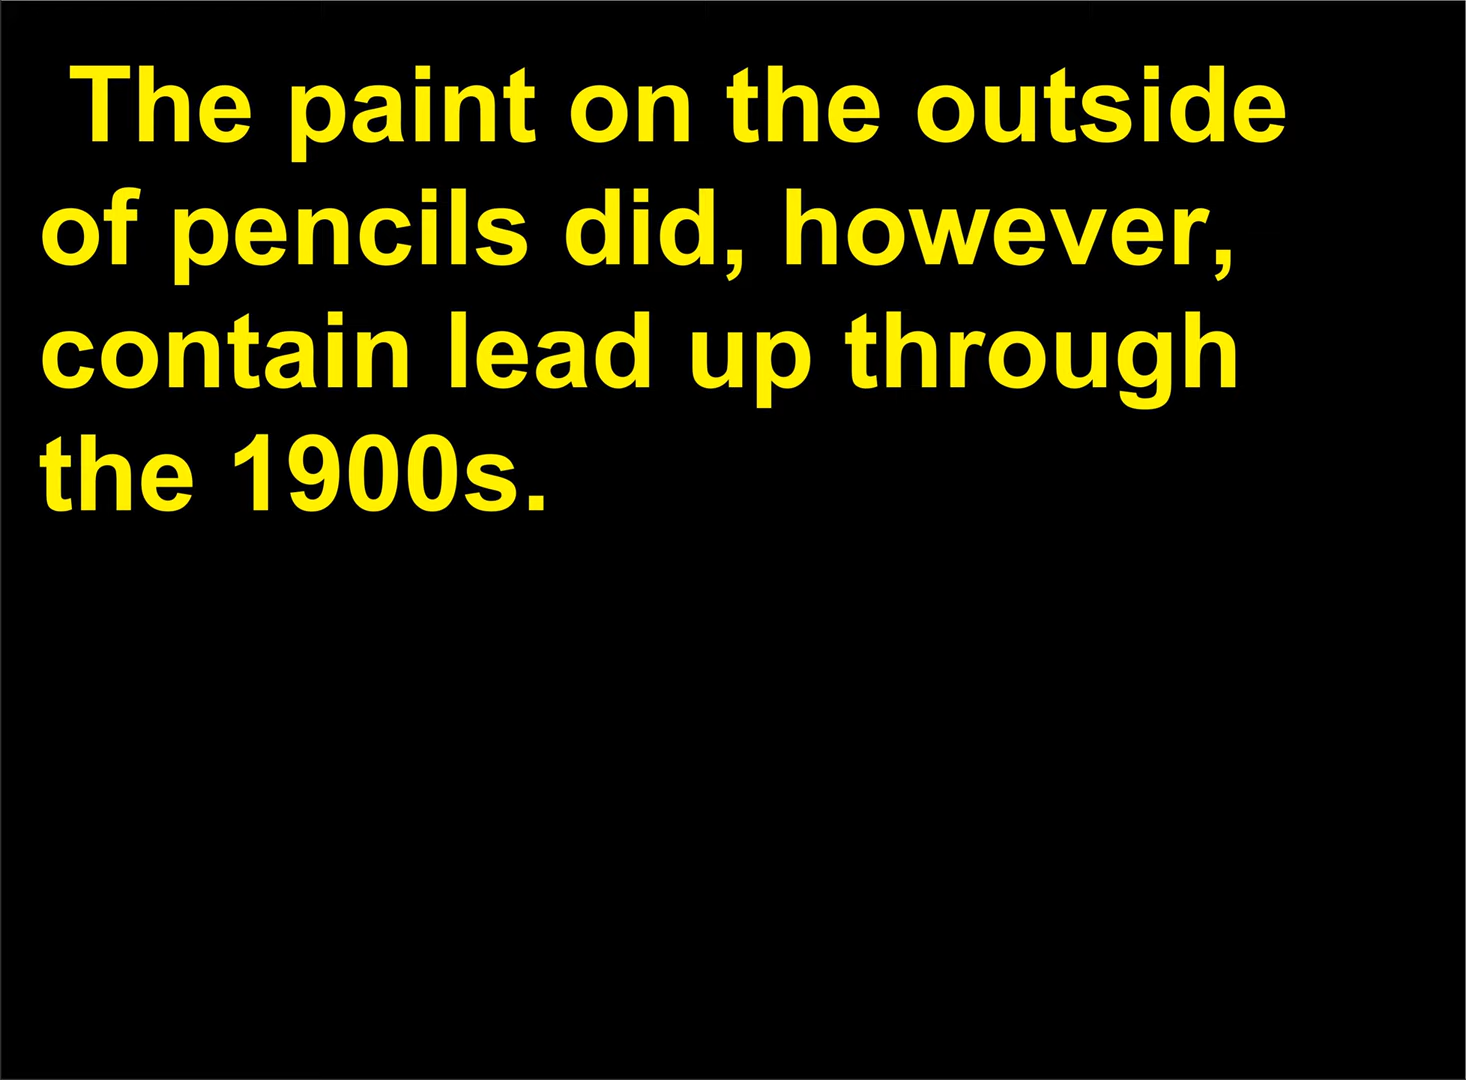 The paint on the outside
of pencils did, however,
contain lead up through
the 1900s.